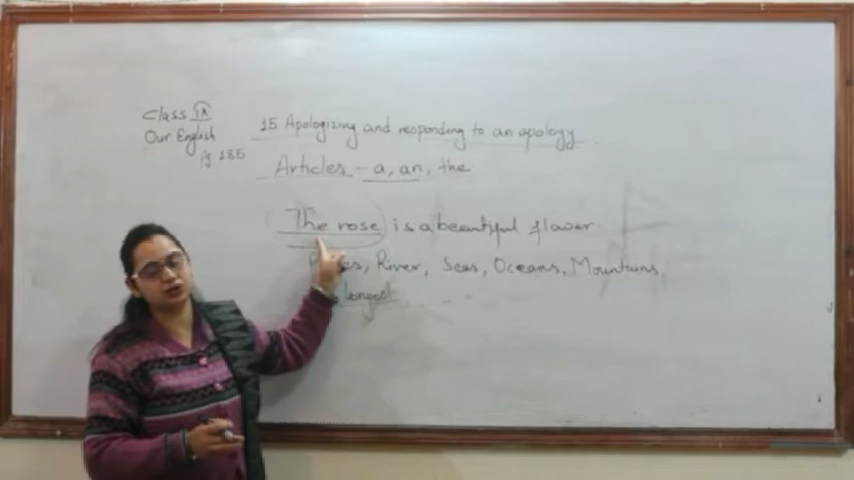 Class IX
Our English
Pg 185
15 Apologizing and responding to an apology
Articles - a, an, the
The rose is a beautiful flower
River, Seas, Oceans, Mountains,
longest